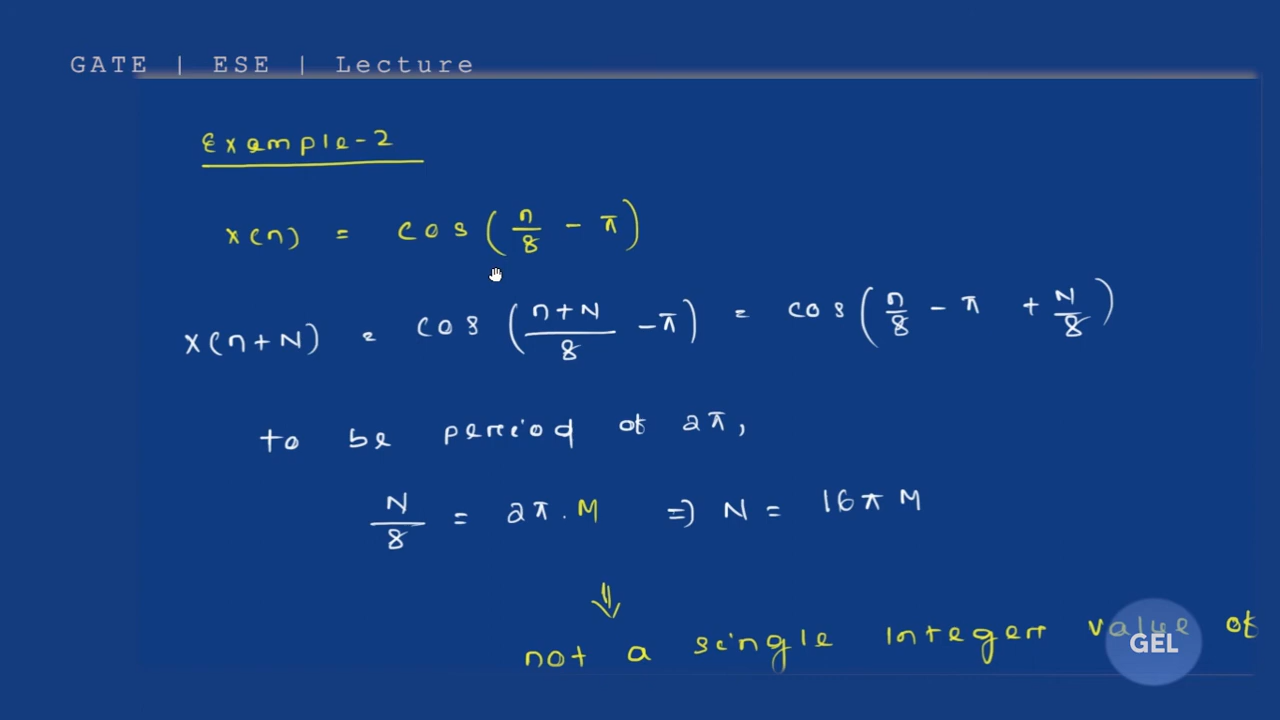 GATE | ESE | Lecture
Example-2
x(n) = cos(n/8 - π)
x(n+N) = cos((n+N)/8 - π) = cos(n/8 - π + N/8)
to be period of 2π,
N/8 = 2π.M ⇒ N = 16πM
⇓
not a single integer value of
GEL